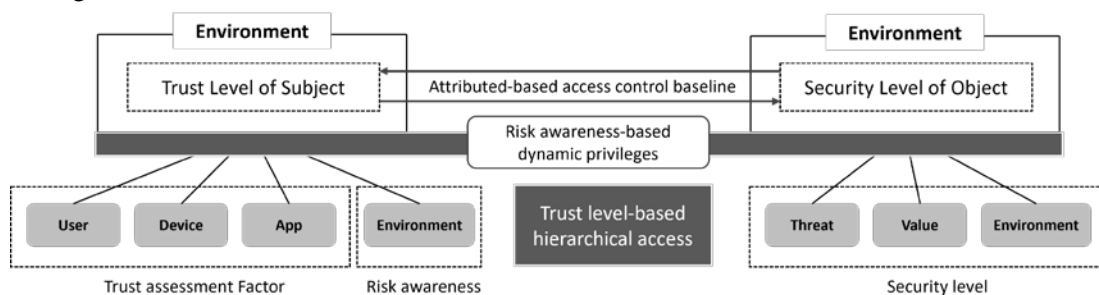 Environment
Environment
Trust Level of Subject
Attributed-based access control baseline
Security Level of Object
Risk awareness-based
dynamic privileges
User
Device
App
Environment
Trust level-based
hierarchical access
Threat
Value
Environment
Trust assessment Factor
Risk awareness
Security level